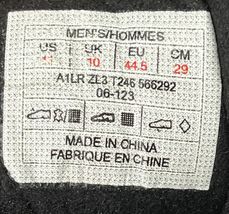 MEN'S/HOMMES
US UK EU CM
10 44.5 29
A1LR ZL3 T246 566292
06-123
MADE IN CHINA
FABRIQUE EN CHINE